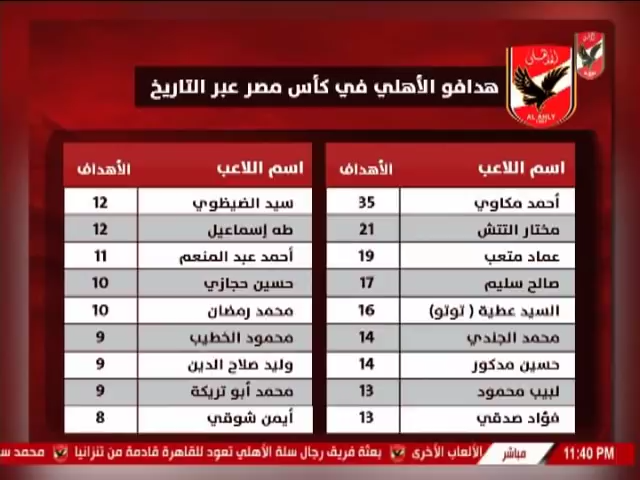 هدافو الأهلي في كأس مصر عبر التاريخ
AL AHLY
اسم اللاعب الأهداف
أحمد مكاوي 35
مختار التتش 21
عماد متعب 19
صالح سليم 17
السيد عطية ( توتو) 16
محمد الجندي 14
حسين مدكور 14
لبيب محمود 13
فؤاد صدقي 13
اسم اللاعب الأهداف
سيد الضيظوي 12
طه إسماعيل 12
أحمد عبد المنعم 11
حسين حجازي 10
محمد رمضان 10
محمود الخطيب 9
وليد صلاح الدين 9
محمد أبو تريكة 9
أيمن شوقي 8
11:40 PM مباشر الألعاب الأخرى بعثة فريق رجال سلة الأهلي تعود للقاهرة قادمة من تنزانيا محمد